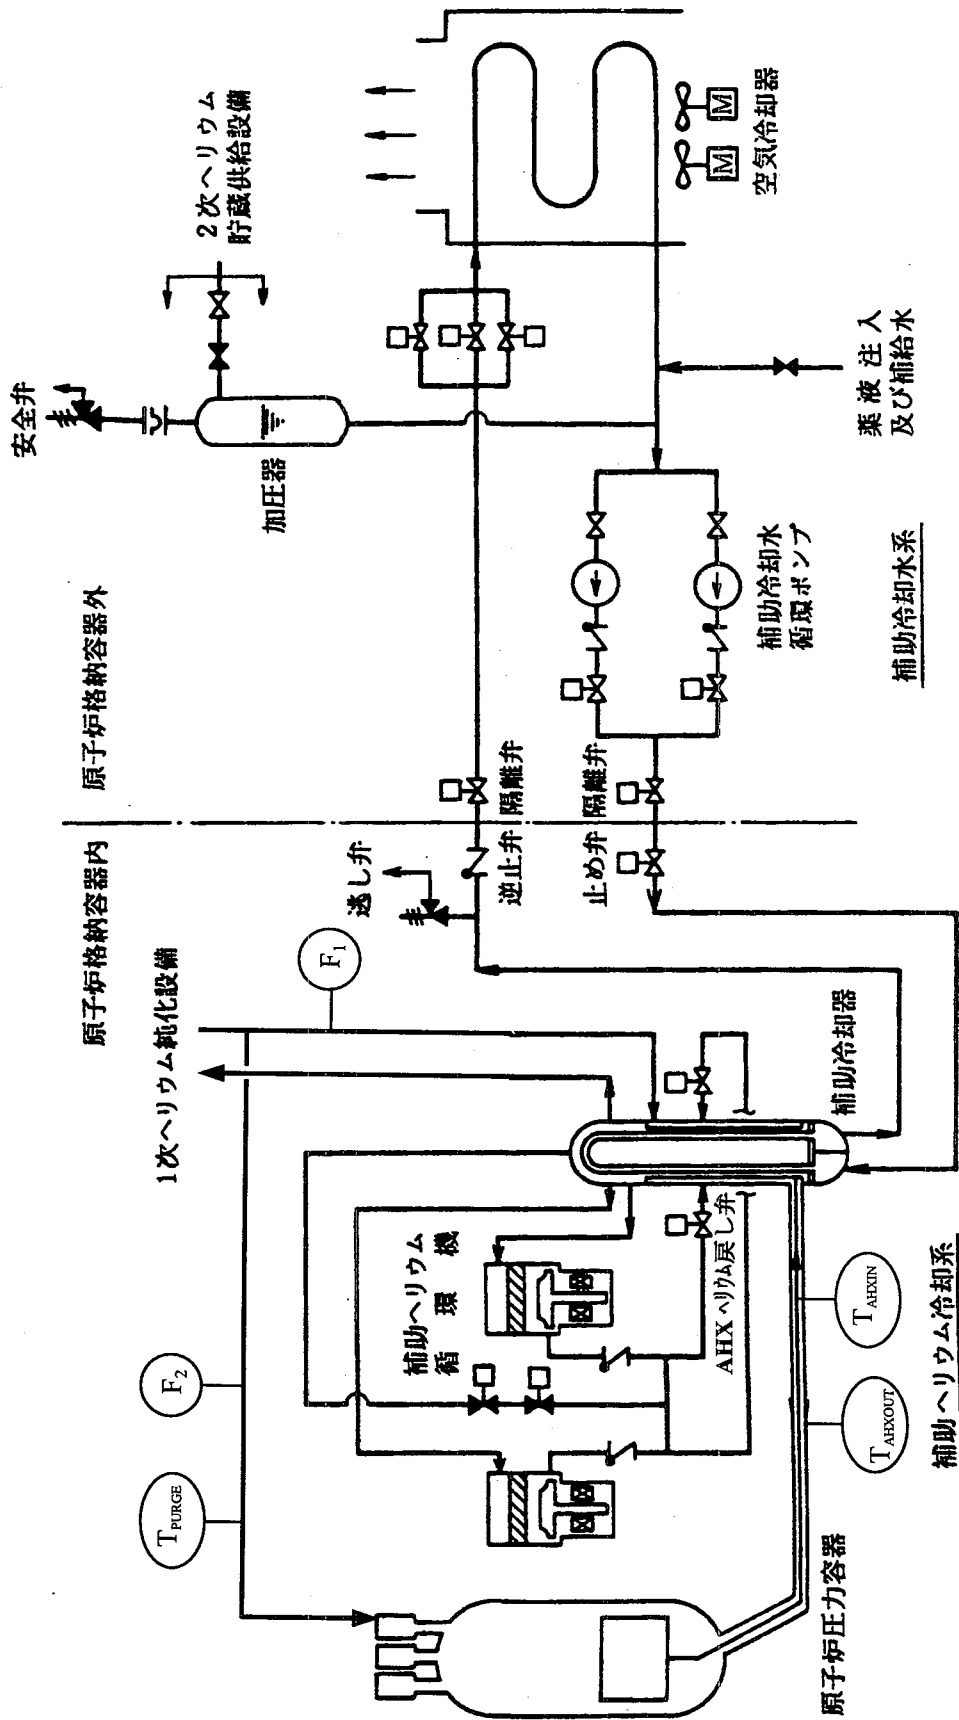 原子炉格納容器内
原子炉格納容器外
安全弁
加圧器
2次ヘリウム
貯蔵供給設備
1次ヘリウム純化設備
F1
F2
TPURGE
逃し弁
逆止弁
隔離弁
止め弁
隔離弁
補助冷却水
循環ポンプ
薬液注入
及び補給水
M
M
空気冷却器
補助冷却水系
補助ヘリウム
循環機
AHXヘリウム戻し弁
補助冷却器
TAHXIN
TAHXOUT
原子炉圧力容器
補助ヘリウム冷却系